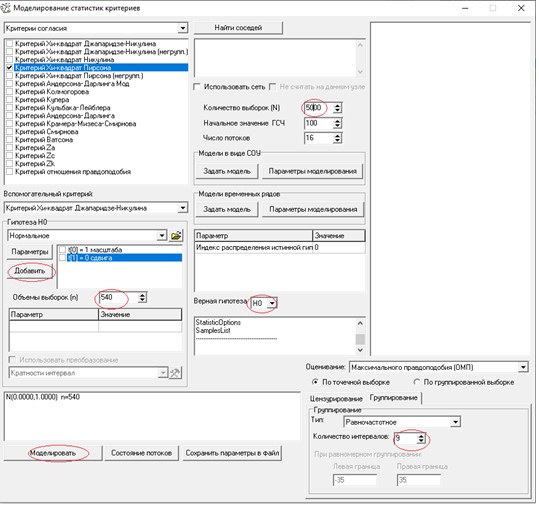 Моделирование статистик критериев
Критерии согласия
Критерий Хи-квадрат Джапаридзе-Никулина
Критерий Хи-квадрат Джапаридзе-Никулина (негрупп.)
Критерий Хи-квадрат Никулина
Критерий Хи-квадрат Пирсона
Критерий Хи-квадрат Пирсона (негрупп.)
Критерий Андерсона-Дарлинга Мод
Критерий Колмогорова
Критерий Купера
Критерий Кульбака-Лейблера
Критерий Андерсона-Дарлинга
Критерий Крамера-Мизеса-Смирнова
Критерий Смирнова
Критерий Ватсона
Критерий Za
Критерий Zc
Критерий Zk
Критерий отношения правдоподобия
Вспомогательный критерий:
Критерий Хи-квадрат Джапаридзе-Никулина
Гипотеза H0
Нормальное
Параметры
t[0] = 1 масштаба
t[1] = 0 сдвига
Добавить
Объемы выборок (n)
540
Параметр
Значение
Использовать преобразование
Кратности интервал
N(0.0000,1.0000) n=540
Моделировать
Состояние потоков
Сохранить параметры в файл
Найти соседей
Использовать сеть
Не считать на данном узле
Количество выборок (N)
5000
Начальное значение ГСЧ
100
Число потоков
16
Модели в виде СОУ
Задать модель
Параметры моделирования
Модели временных рядов
Задать модель
Параметры моделирования
Параметр
Значение
Индекс распределения истинной гип 0
Верная гипотеза
H0
StatisticOptions
SamplesList
Оценивание:
Максимального правдоподобия (ОМП)
По точечной выборке
По группированной выборке
Цензурирование
Группирование
Группирование
Тип:
Равночастотное
Количество интервалов:
9
При равномерном группировании:
Левая граница
Правая граница
-35
35